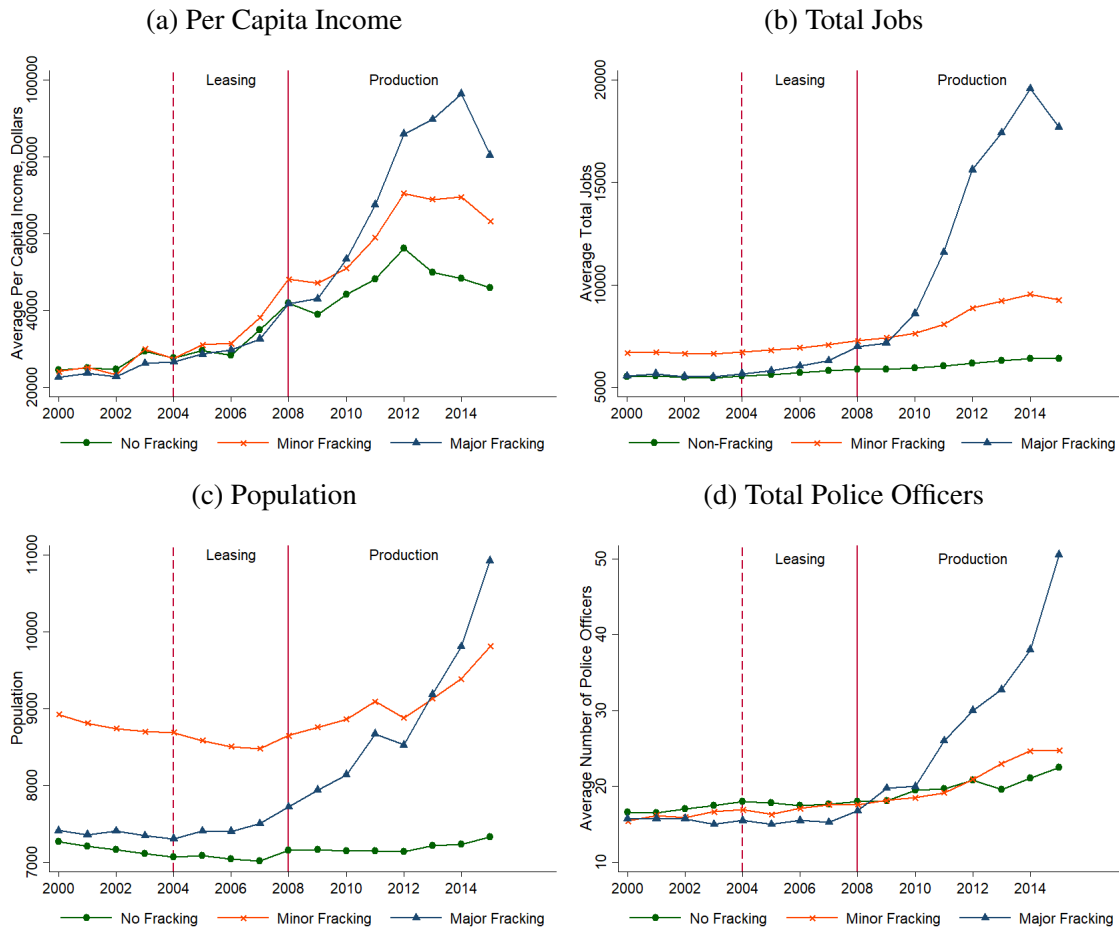 (a) Per Capita Income
Average Per Capita Income, Dollars
20000 40000 60000 80000 100000
Leasing Production
2000 2002 2004 2006 2008 2010 2012 2014
No Fracking Minor Fracking Major Fracking
(b) Total Jobs
Average Total Jobs
5000 10000 15000 20000
Leasing Production
2000 2002 2004 2006 2008 2010 2012 2014
Non-Fracking Minor Fracking Major Fracking
(c) Population
Population
7000 8000 9000 10000 11000
Leasing Production
2000 2002 2004 2006 2008 2010 2012 2014
No Fracking Minor Fracking Major Fracking
(d) Total Police Officers
Average Number of Police Officers
10 20 30 40 50
Leasing Production
2000 2002 2004 2006 2008 2010 2012 2014
No Fracking Minor Fracking Major Fracking